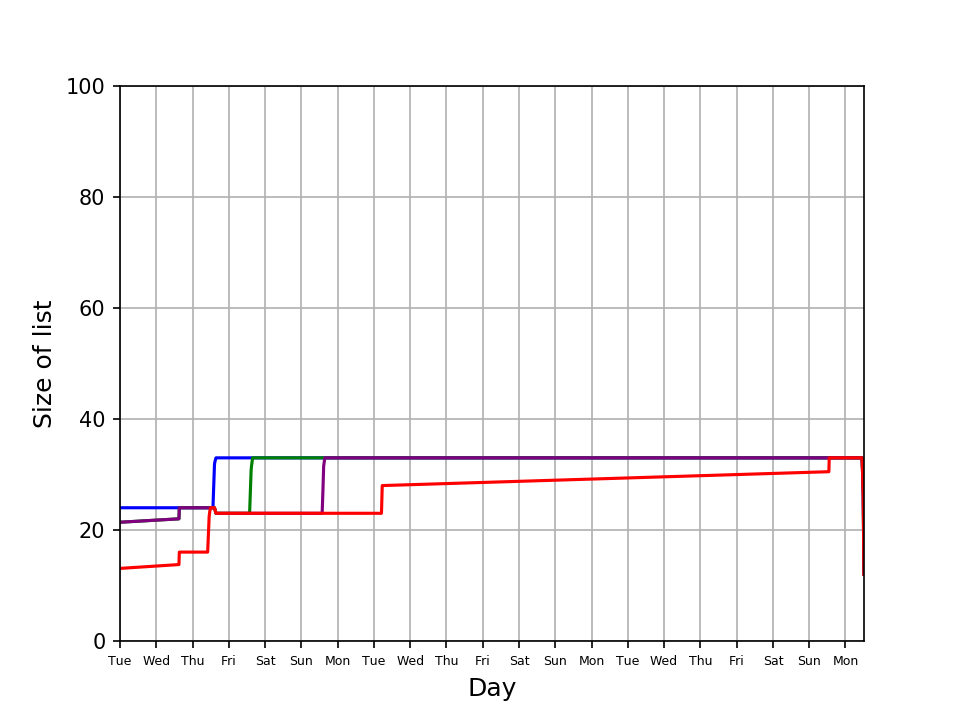 100
80
60
40
20
0
Size of list
Tue Wed Thu Fri Sat Sun Mon Tue Wed Thu Fri Sat Sun Mon Tue Wed Thu Fri Sat Sun Mon
Day